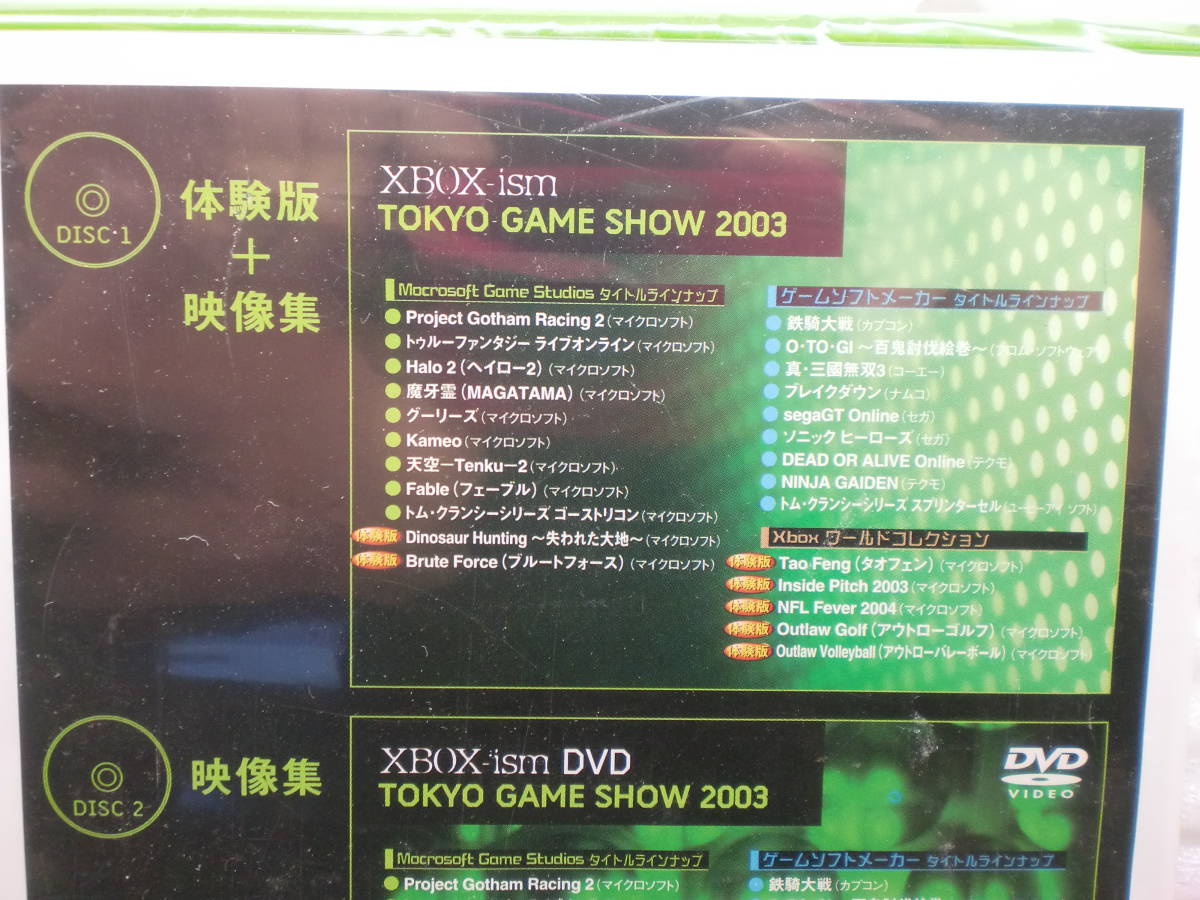 DISC 1
体験版
+
映像集
XBOX-ism
TOKYO GAME SHOW 2003
Macrosoft Game Studios タイトルラインナップ
Project Gotham Racing 2(マイクロソフト)
トゥルーファンタジー ライブオンライン(マイクロソフト)
Halo 2(ヘイロー2)(マイクロソフト)
魔牙霊(MAGATAMA)(マイクロソフト)
グーリーズ(マイクロソフト)
Kameo(マイクロソフト)
天空ーTenkuー2(マイクロソフト)
Fable(フェーブル)(マイクロソフト)
トム・クランシーシリーズ ゴーストリコン(マイクロソフト)
体験版 Dinosaur Hunting ～失われた大地～(マイクロソフト)
体験版 Brute Force(ブルートフォース)(マイクロソフト)
ゲームソフトメーカー タイトルラインナップ
鉄騎大戦(カプコン)
O・TO・GI ～百鬼討伐絵巻～(フロム・ソフトウェア)
真・三國無双3(コーエー)
ブレイクダウン(ナムコ)
segaGT Online(セガ)
ソニック ヒーローズ(セガ)
DEAD OR ALIVE Online(テクモ)
NINJA GAIDEN(テクモ)
トム・クランシーシリーズ スプリンターセル(ユービーアイ ソフト)
Xbox ワールドコレクション
体験版 Tao Feng(タオフェン)(マイクロソフト)
体験版 Inside Pitch 2003(マイクロソフト)
体験版 NFL Fever 2004(マイクロソフト)
体験版 Outlaw Golf(アウトローゴルフ)(マイクロソフト)
体験版 Outlaw Volleyball(アウトローバレーボール)(マイクロソフト)
DISC 2
映像集
XBOX-ism DVD
TOKYO GAME SHOW 2003
DVD
VIDEO
Macrosoft Game Studios タイトルラインナップ
Project Gotham Racing 2(マイクロソフト)
ゲームソフトメーカー タイトルラインナップ
鉄騎大戦(カプコン)